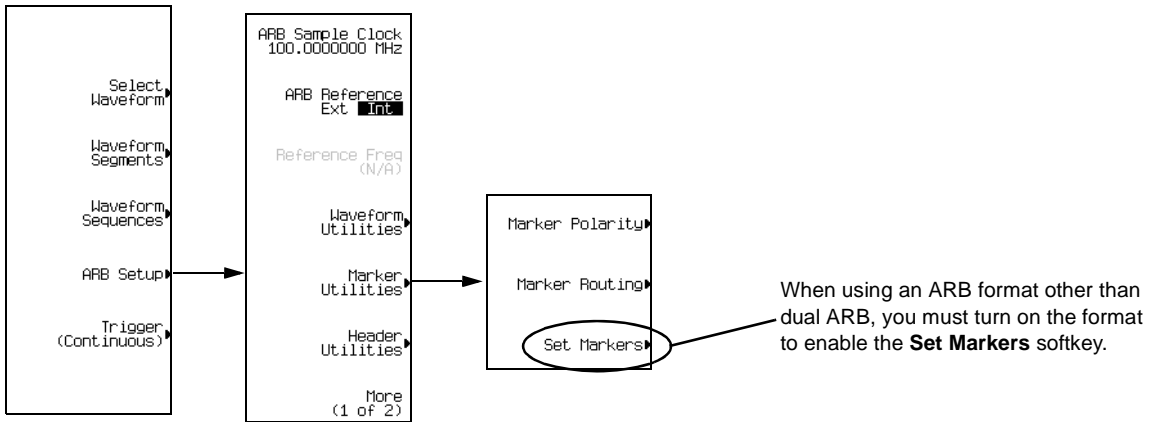 Select
Waveform
Waveform
Segments
Waveform
Sequences
ARB Setup
Trigger
(Continuous)
ARB Sample Clock
100.0000000 MHz
ARB Reference
Ext Int
Reference Freq
(N/A)
Waveform
Utilities
Marker
Utilities
Header
Utilities
More
(1 of 2)
Marker Polarity
Marker Routing
Set Markers
When using an ARB format other than
dual ARB, you must turn on the format
to enable the Set Markers softkey.